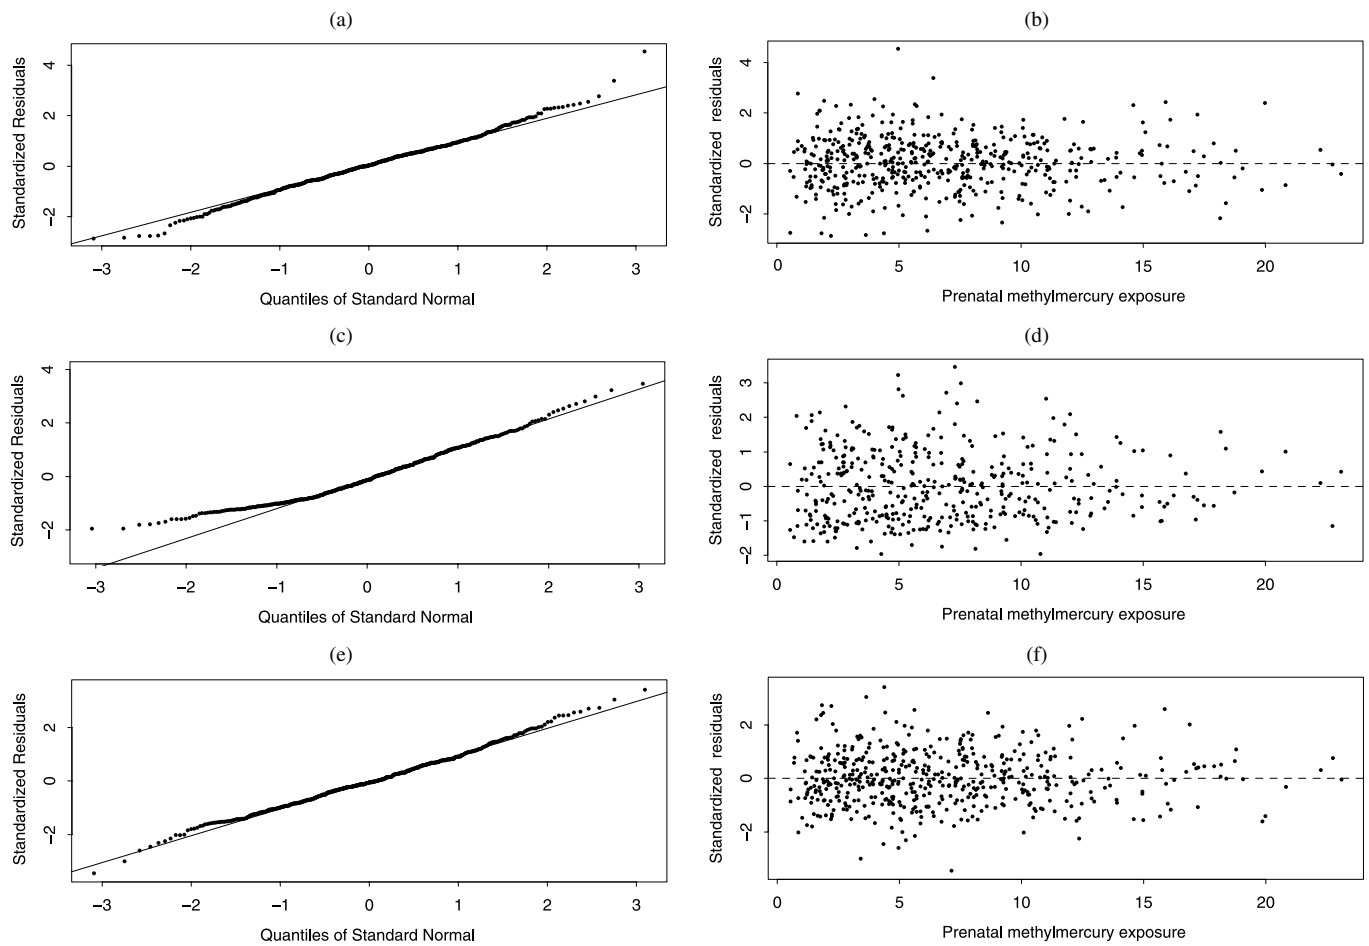 (a)
(b)
Standardized Residuals
−2 0 2 4
−3 −2 −1 0 1 2 3
Quantiles of Standard Normal
Standardized residuals
−2 0 2 4
0 5 10 15 20
Prenatal methylmercury exposure
(c)
(d)
Standardized Residuals
−2 0 2 4
−3 −2 −1 0 1 2 3
Quantiles of Standard Normal
Standardized residuals
−2 −1 0 1 2 3
0 5 10 15 20
Prenatal methylmercury exposure
(e)
(f)
Standardized Residuals
−2 0 2
−3 −2 −1 0 1 2 3
Quantiles of Standard Normal
Standardized residuals
−2 0 2
0 5 10 15 20
Prenatal methylmercury exposure